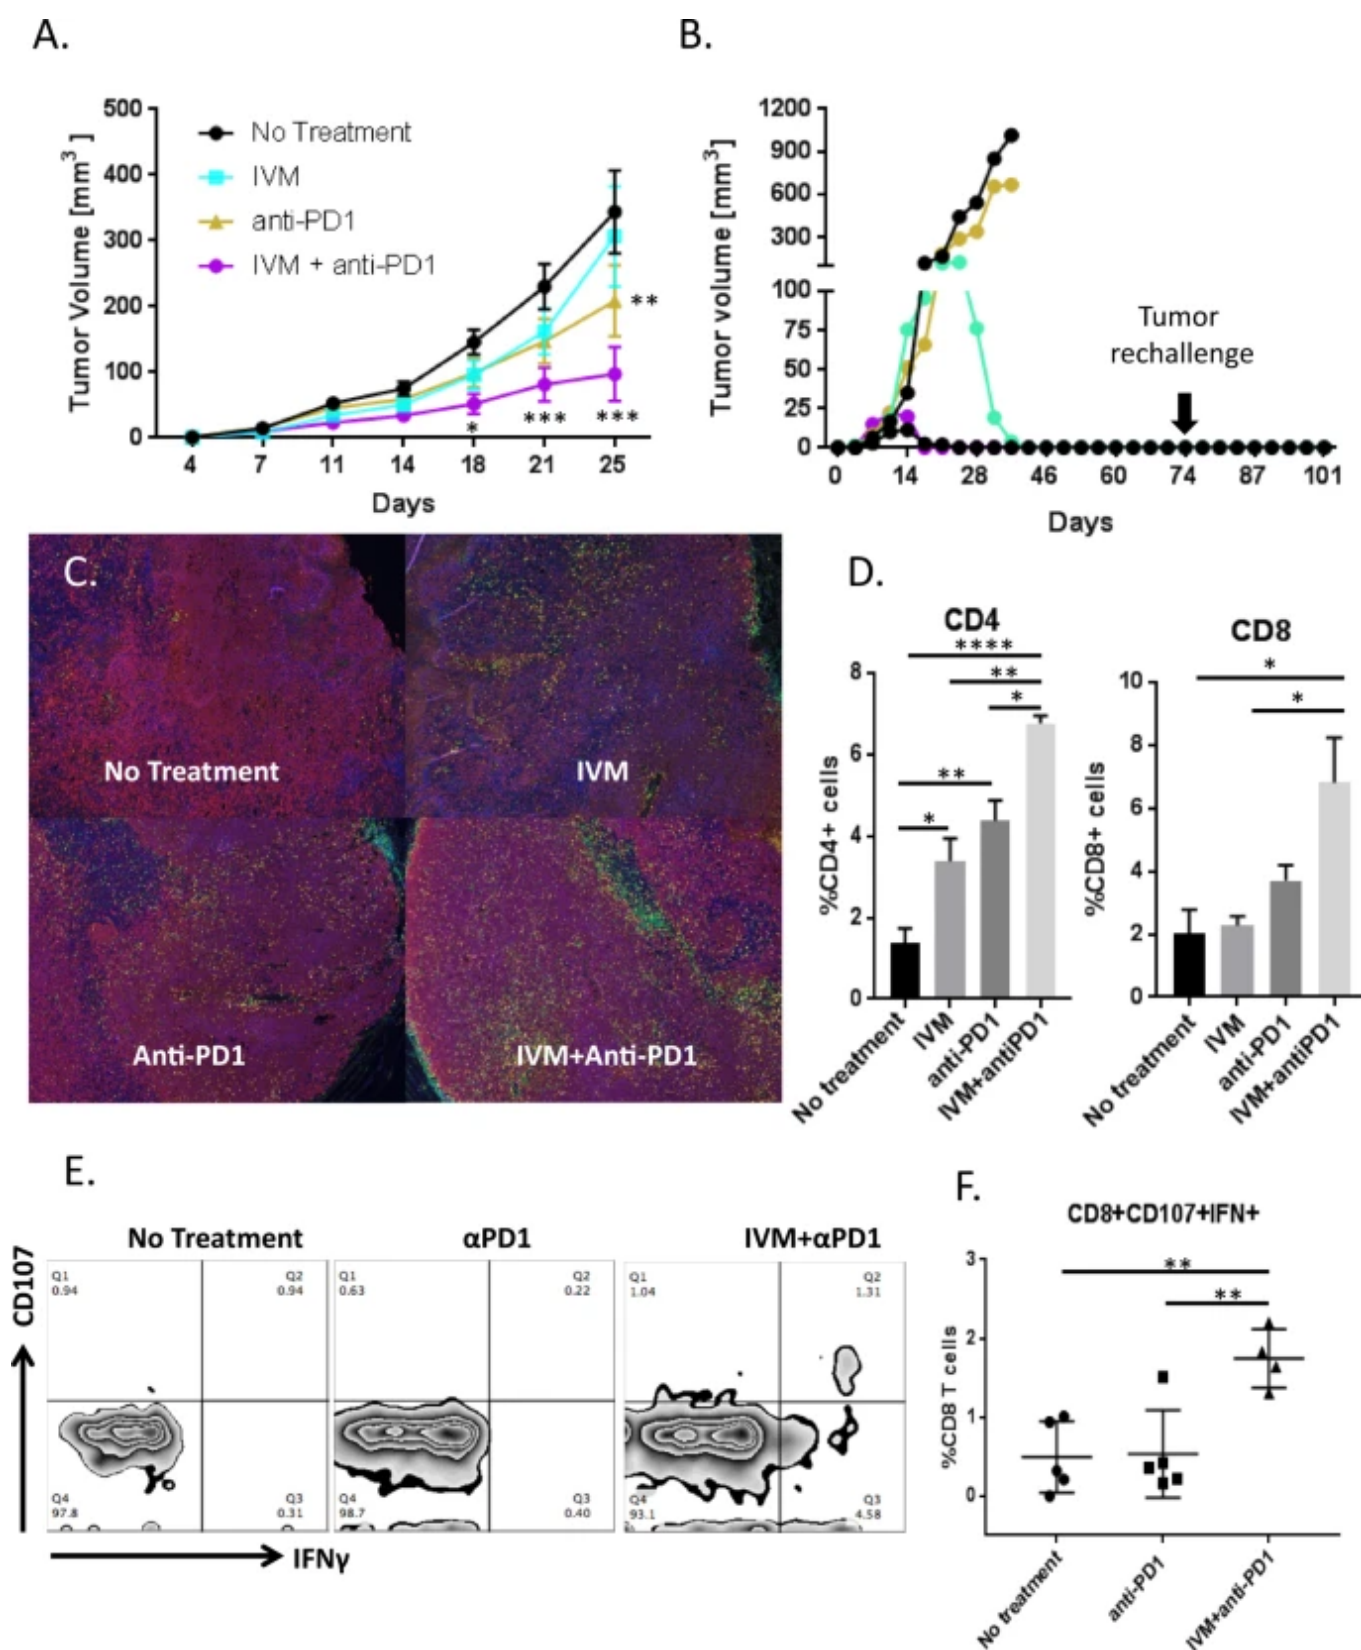 A.
500
400
300
200
100
0
Tumor Volume [mm³ ]
No Treatment
IVM
anti-PD1
IVM + anti-PD1
**
* *** ***
4 7 11 14 18 21 25
Days
B.
1200
900
600
300
100
75
50
25
0
Tumor volume [mm³]
Tumor
rechallenge
0 14 28 46 60 74 87 101
Days
C.
No Treatment
IVM
Anti-PD1
IVM+Anti-PD1
D.
CD4
****
**
*
**
*
8
6
4
2
0
%CD4+ cells
No treatment
IVM
anti-PD1
IVM+antiPD1
CD8
*
*
10
8
6
4
2
0
%CD8+ cells
No treatment
IVM
anti-PD1
IVM+antiPD1
E.
CD107
No Treatment
Q1 Q2
0.94 0.94
Q4 Q3
97.8 0.31
αPD1
Q1 Q2
0.63 0.22
Q4 Q3
98.7 0.40
IVM+αPD1
Q1 Q2
1.04 1.31
Q4 Q3
93.1 4.58
IFNγ
F.
CD8+CD107+IFN+
**
**
3
2
1
0
%CD8 T cells
No treatment
anti-PD1
IVM+anti-PD1